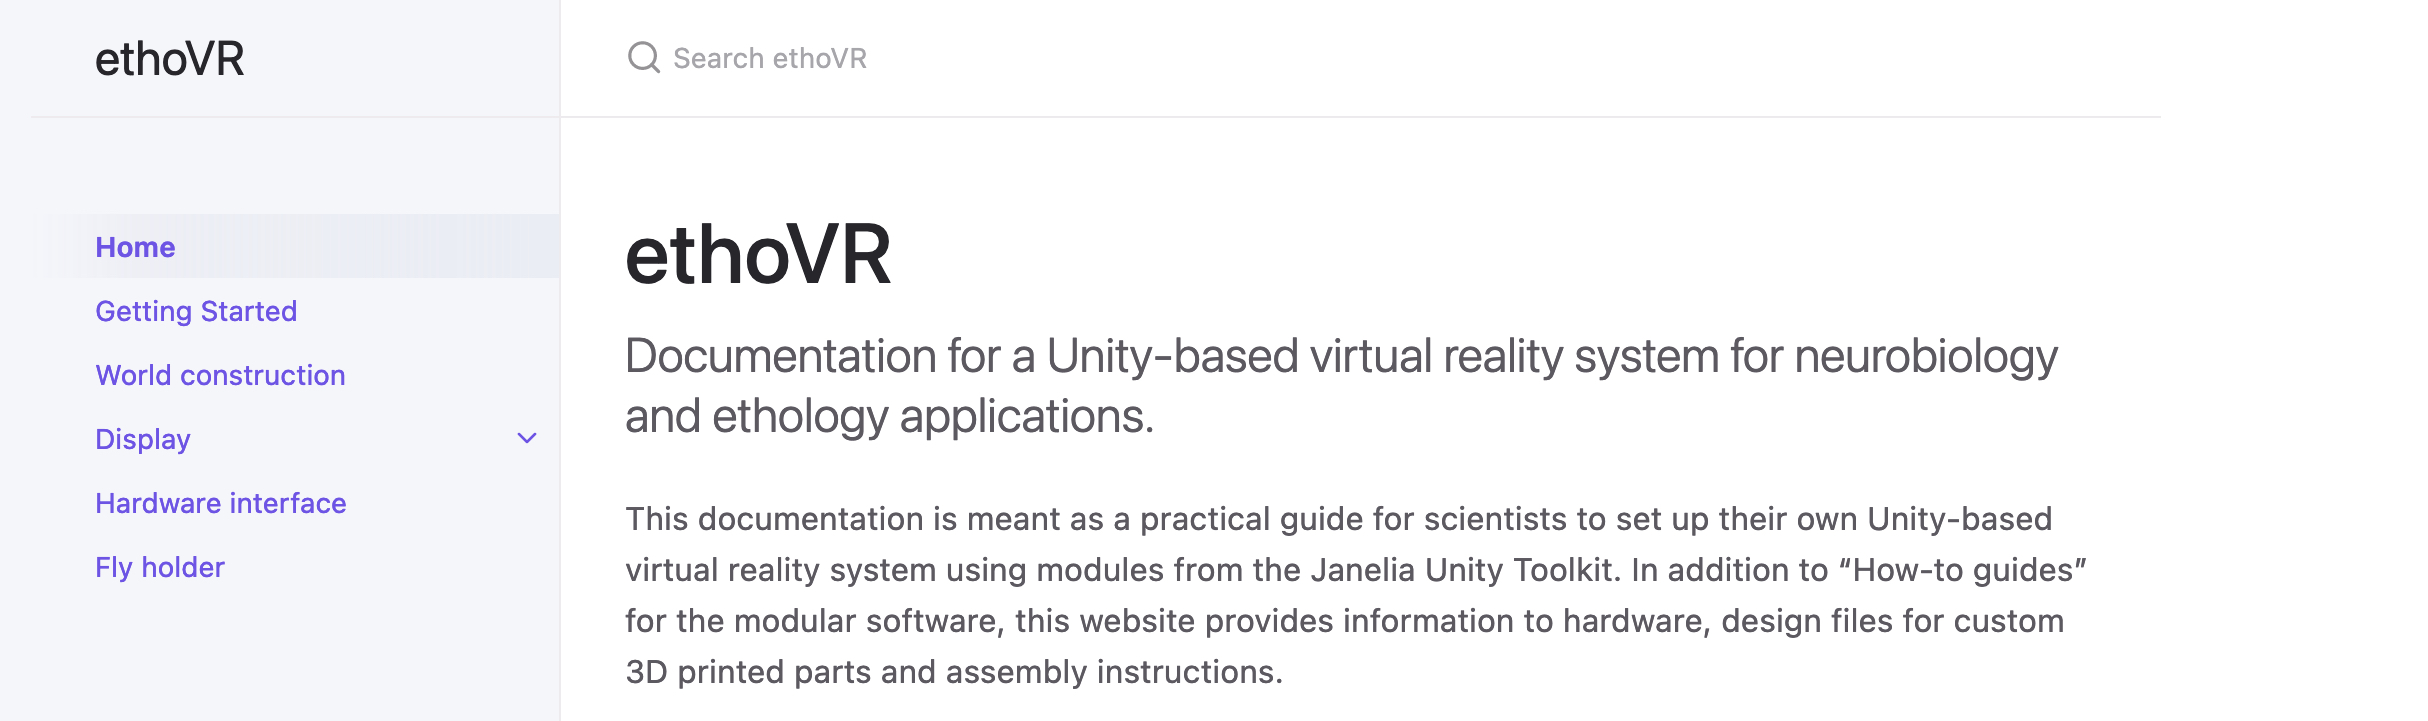 ethoVR
Search ethoVR
Home
Getting Started
World construction
Display
Hardware interface
Fly holder
ethoVR
Documentation for a Unity-based virtual reality system for neurobiology
and ethology applications.
This documentation is meant as a practical guide for scientists to set up their own Unity-based
virtual reality system using modules from the Janelia Unity Toolkit. In addition to “How-to guides”
for the modular software, this website provides information to hardware, design files for custom
3D printed parts and assembly instructions.